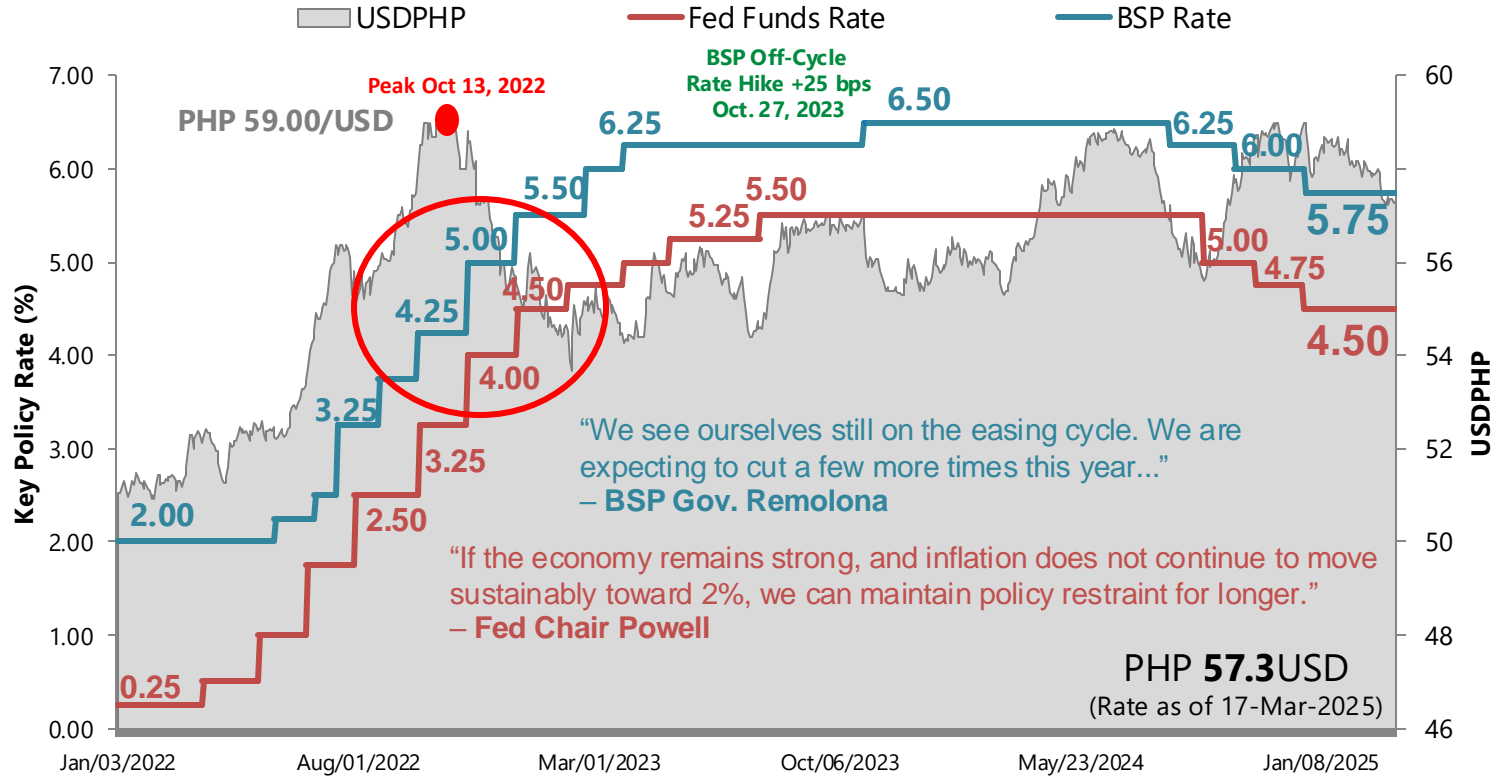 USDPHP
Fed Funds Rate
BSP Rate
BSP Off-Cycle
Rate Hike +25 bps
Oct. 27, 2023
Peak Oct 13, 2022
PHP 59.00/USD
Key Policy Rate (%)
7.00
6.00
5.00
4.00
3.00
2.00
1.00
0.00
USDPHP
60
58
56
54
52
50
48
46
2.00
3.25
4.25
5.00
5.50
6.25
6.50
6.25
6.00
5.75
0.25
2.50
3.25
4.00
4.50
5.25
5.50
5.00
4.75
4.50
“We see ourselves still on the easing cycle. We are
expecting to cut a few more times this year...”
– BSP Gov. Remolona
“If the economy remains strong, and inflation does not continue to move
sustainably toward 2%, we can maintain policy restraint for longer.”
– Fed Chair Powell
PHP 57.3USD
(Rate as of 17-Mar-2025)
Jan/03/2022
Aug/01/2022
Mar/01/2023
Oct/06/2023
May/23/2024
Jan/08/2025